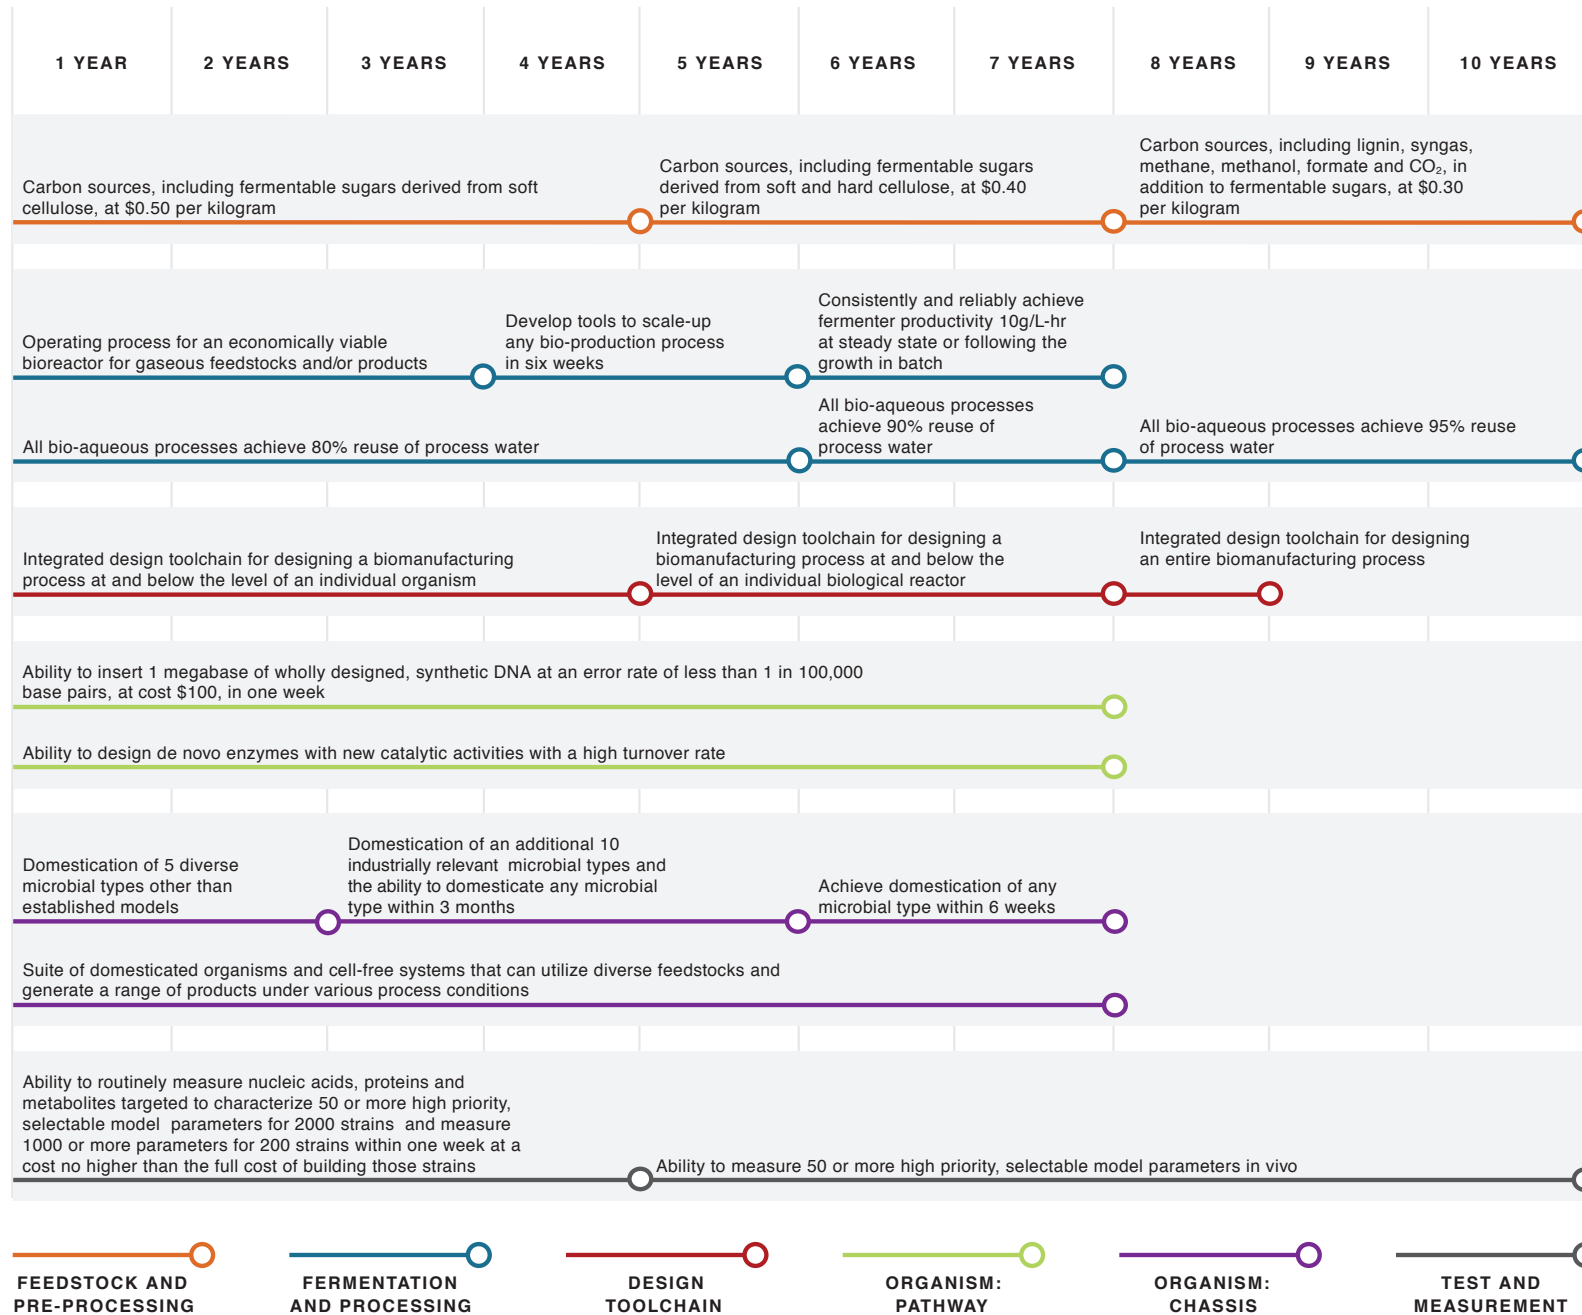 1 YEAR
2 YEARS
3 YEARS
4 YEARS
5 YEARS
6 YEARS
7 YEARS
8 YEARS
9 YEARS
10 YEARS
Carbon sources, including fermentable sugars derived from soft
cellulose, at $0.50 per kilogram
Carbon sources, including fermentable sugars
derived from soft and hard cellulose, at $0.40
per kilogram
Carbon sources, including lignin, syngas,
methane, methanol, formate and CO₂, in
addition to fermentable sugars, at $0.30
per kilogram
Operating process for an economically viable
bioreactor for gaseous feedstocks and/or products
Develop tools to scale-up
any bio-production process
in six weeks
Consistently and reliably achieve
fermenter productivity 10g/L-hr
at steady state or following the
growth in batch
All bio-aqueous processes achieve 80% reuse of process water
All bio-aqueous processes
achieve 90% reuse of
process water
All bio-aqueous processes achieve 95% reuse
of process water
Integrated design toolchain for designing a biomanufacturing
process at and below the level of an individual organism
Integrated design toolchain for designing a
biomanufacturing process at and below the
level of an individual biological reactor
Integrated design toolchain for designing
an entire biomanufacturing process
Ability to insert 1 megabase of wholly designed, synthetic DNA at an error rate of less than 1 in 100,000
base pairs, at cost $100, in one week
Ability to design de novo enzymes with new catalytic activities with a high turnover rate
Domestication of 5 diverse
microbial types other than
established models
Domestication of an additional 10
industrially relevant microbial types and
the ability to domesticate any microbial
type within 3 months
Achieve domestication of any
microbial type within 6 weeks
Suite of domesticated organisms and cell-free systems that can utilize diverse feedstocks and
generate a range of products under various process conditions
Ability to routinely measure nucleic acids, proteins and
metabolites targeted to characterize 50 or more high priority,
selectable model parameters for 2000 strains and measure
1000 or more parameters for 200 strains within one week at a
cost no higher than the full cost of building those strains
Ability to measure 50 or more high priority, selectable model parameters in vivo
FEEDSTOCK AND
PRE-PROCESSING
FERMENTATION
AND PROCESSING
DESIGN
TOOLCHAIN
ORGANISM:
PATHWAY
ORGANISM:
CHASSIS
TEST AND
MEASUREMENT